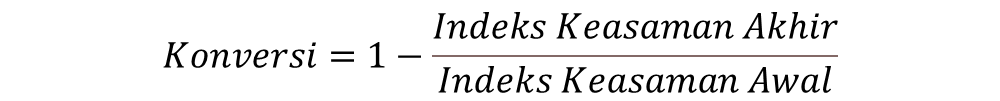 Konversi = 1 − Indeks Keasaman Akhir
Indeks Keasaman Awal